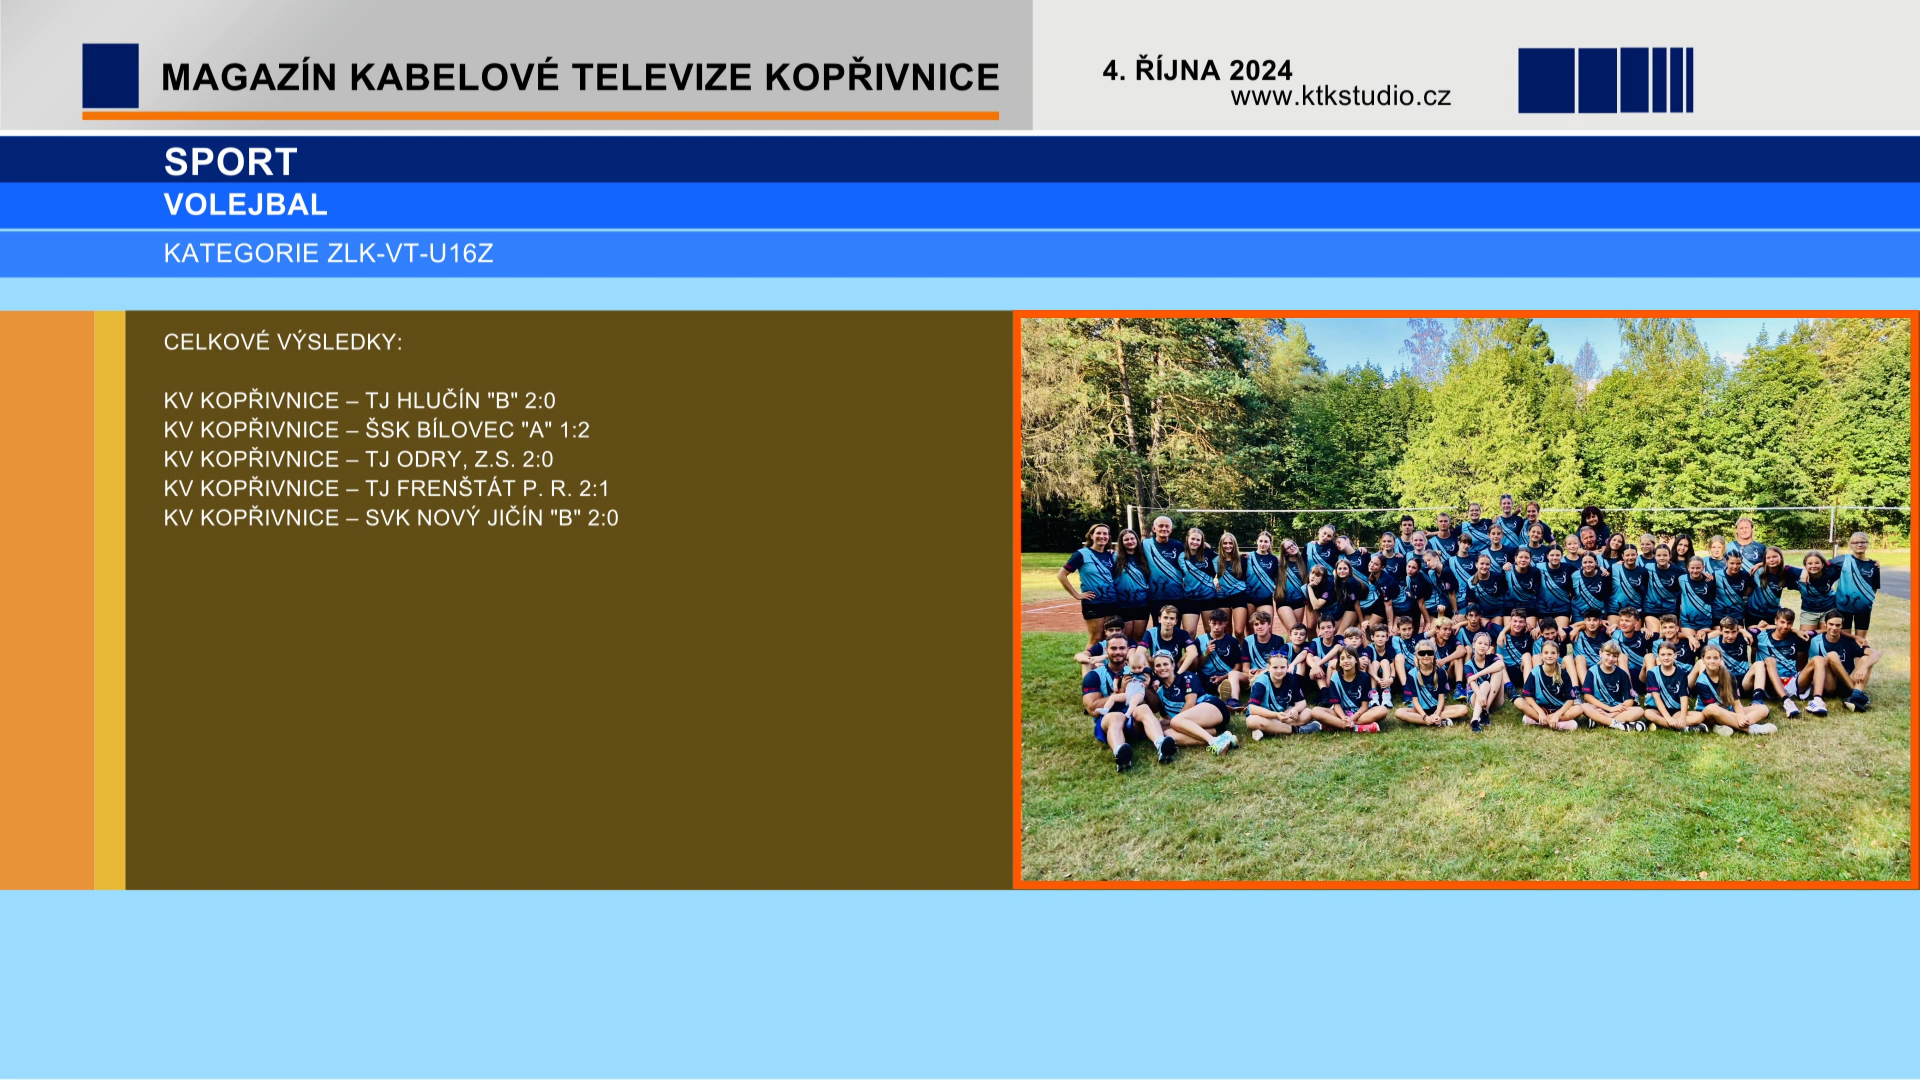 MAGAZÍN KABELOVÉ TELEVIZE KOPŘIVNICE
4. ŘÍJNA 2024
www.ktkstudio.cz
SPORT
VOLEJBAL
KATEGORIE ZLK-VT-U16Z
CELKOVÉ VÝSLEDKY:
KV KOPŘIVNICE – TJ HLUČÍN "B" 2:0
KV KOPŘIVNICE – ŠSK BÍLOVEC "A" 1:2
KV KOPŘIVNICE – TJ ODRY, Z.S. 2:0
KV KOPŘIVNICE – TJ FRENŠTÁT P. R. 2:1
KV KOPŘIVNICE – SVK NOVÝ JIČÍN "B" 2:0